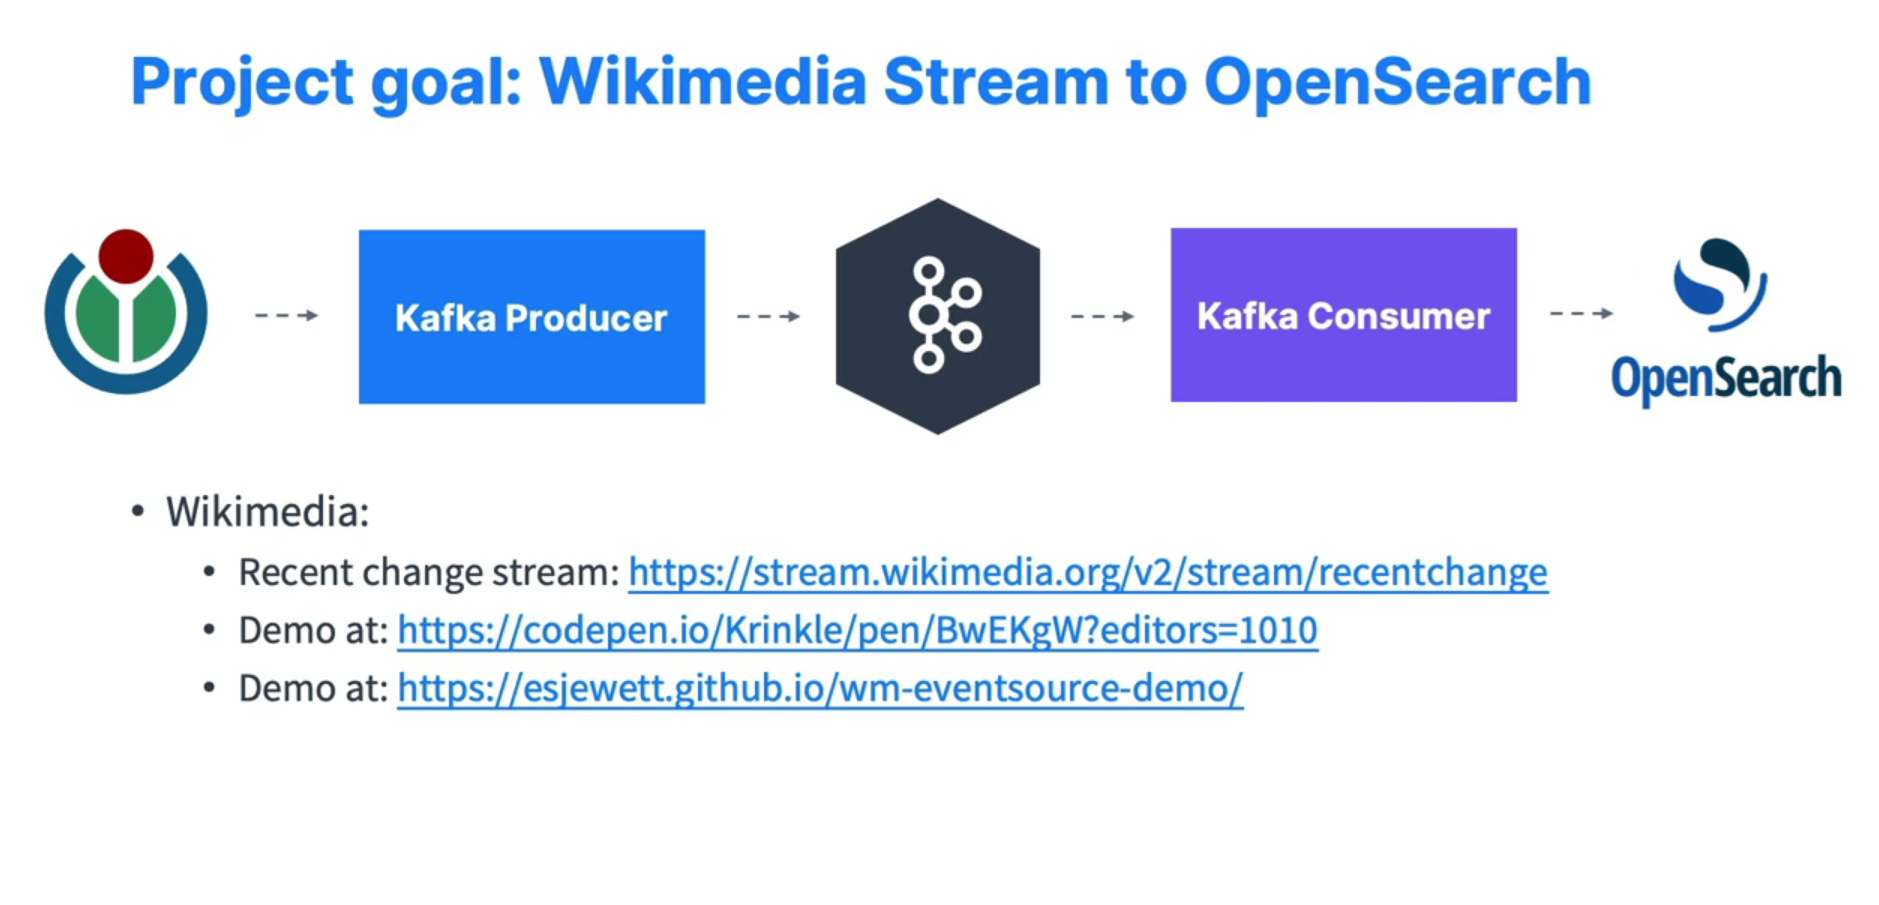 Project goal: Wikimedia Stream to OpenSearch
Kafka Producer
Kafka Consumer
OpenSearch
• Wikimedia:
• Recent change stream: https://stream.wikimedia.org/v2/stream/recentchange
• Demo at: https://codepen.io/Krinkle/pen/BwEKgW?editors=1010
• Demo at: https://esjewett.github.io/wm-eventsource-demo/